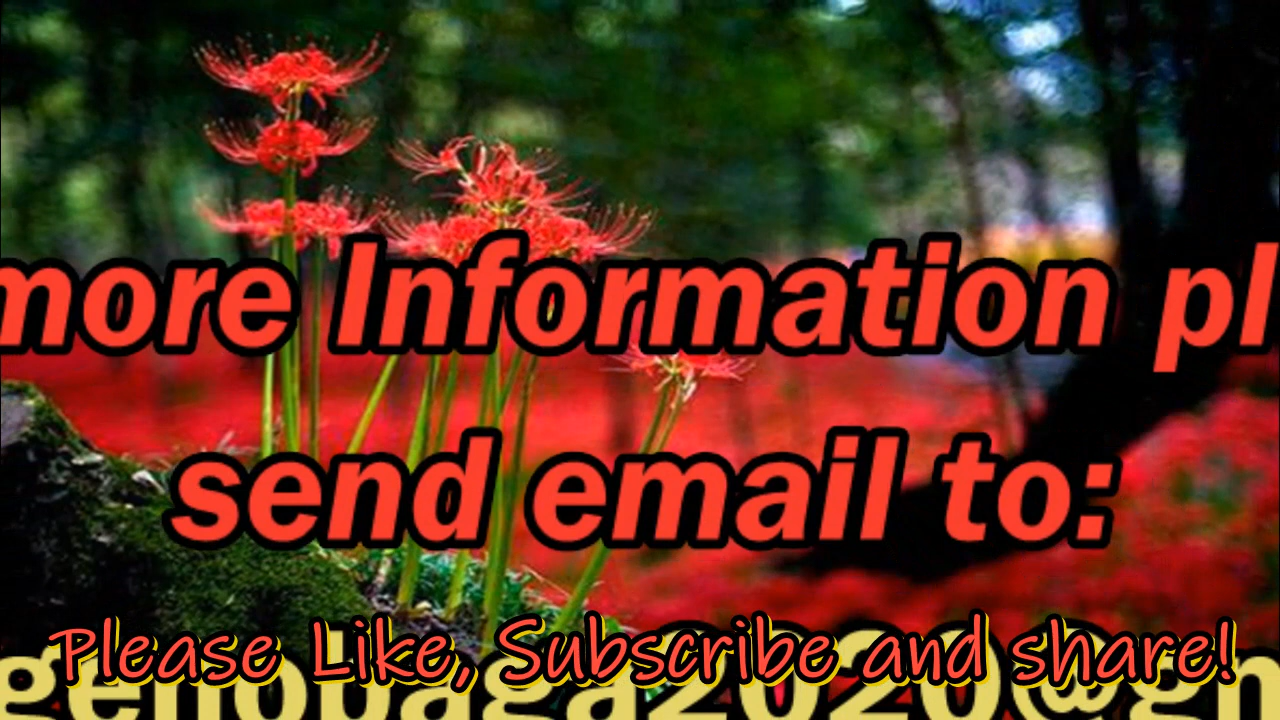 more Information pl
send email to:
Please Like, Subscribe and share!